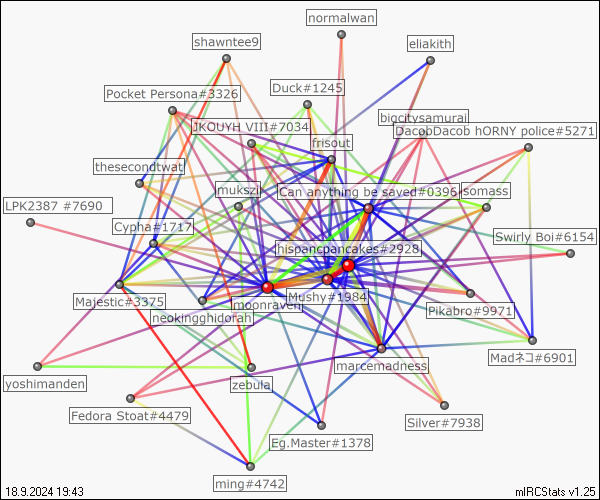 normalwan
shawntee9
eliakith
Pocket Persona#3326
Duck#1245
bigcitysamurai
JKOUYH VIII#7034
DacobDacob hORNY police#5271
frisout
thesecondtwat
mukszi
Can anything be saved#0396
somass
LPK2387 #7690
Cypha#1717
Swirly Boi#6154
hispancpancakes#2928
Majestic#3375
moonraven
Mushy#1984
Pikabro#9971
neokingghidorah
Madネコ#6901
marcemadness
yoshimanden
zebula
Fedora Stoat#4479
Silver#7938
Eg.Master#1378
ming#4742
18.9.2024 19:43
mIRCStats v1.25